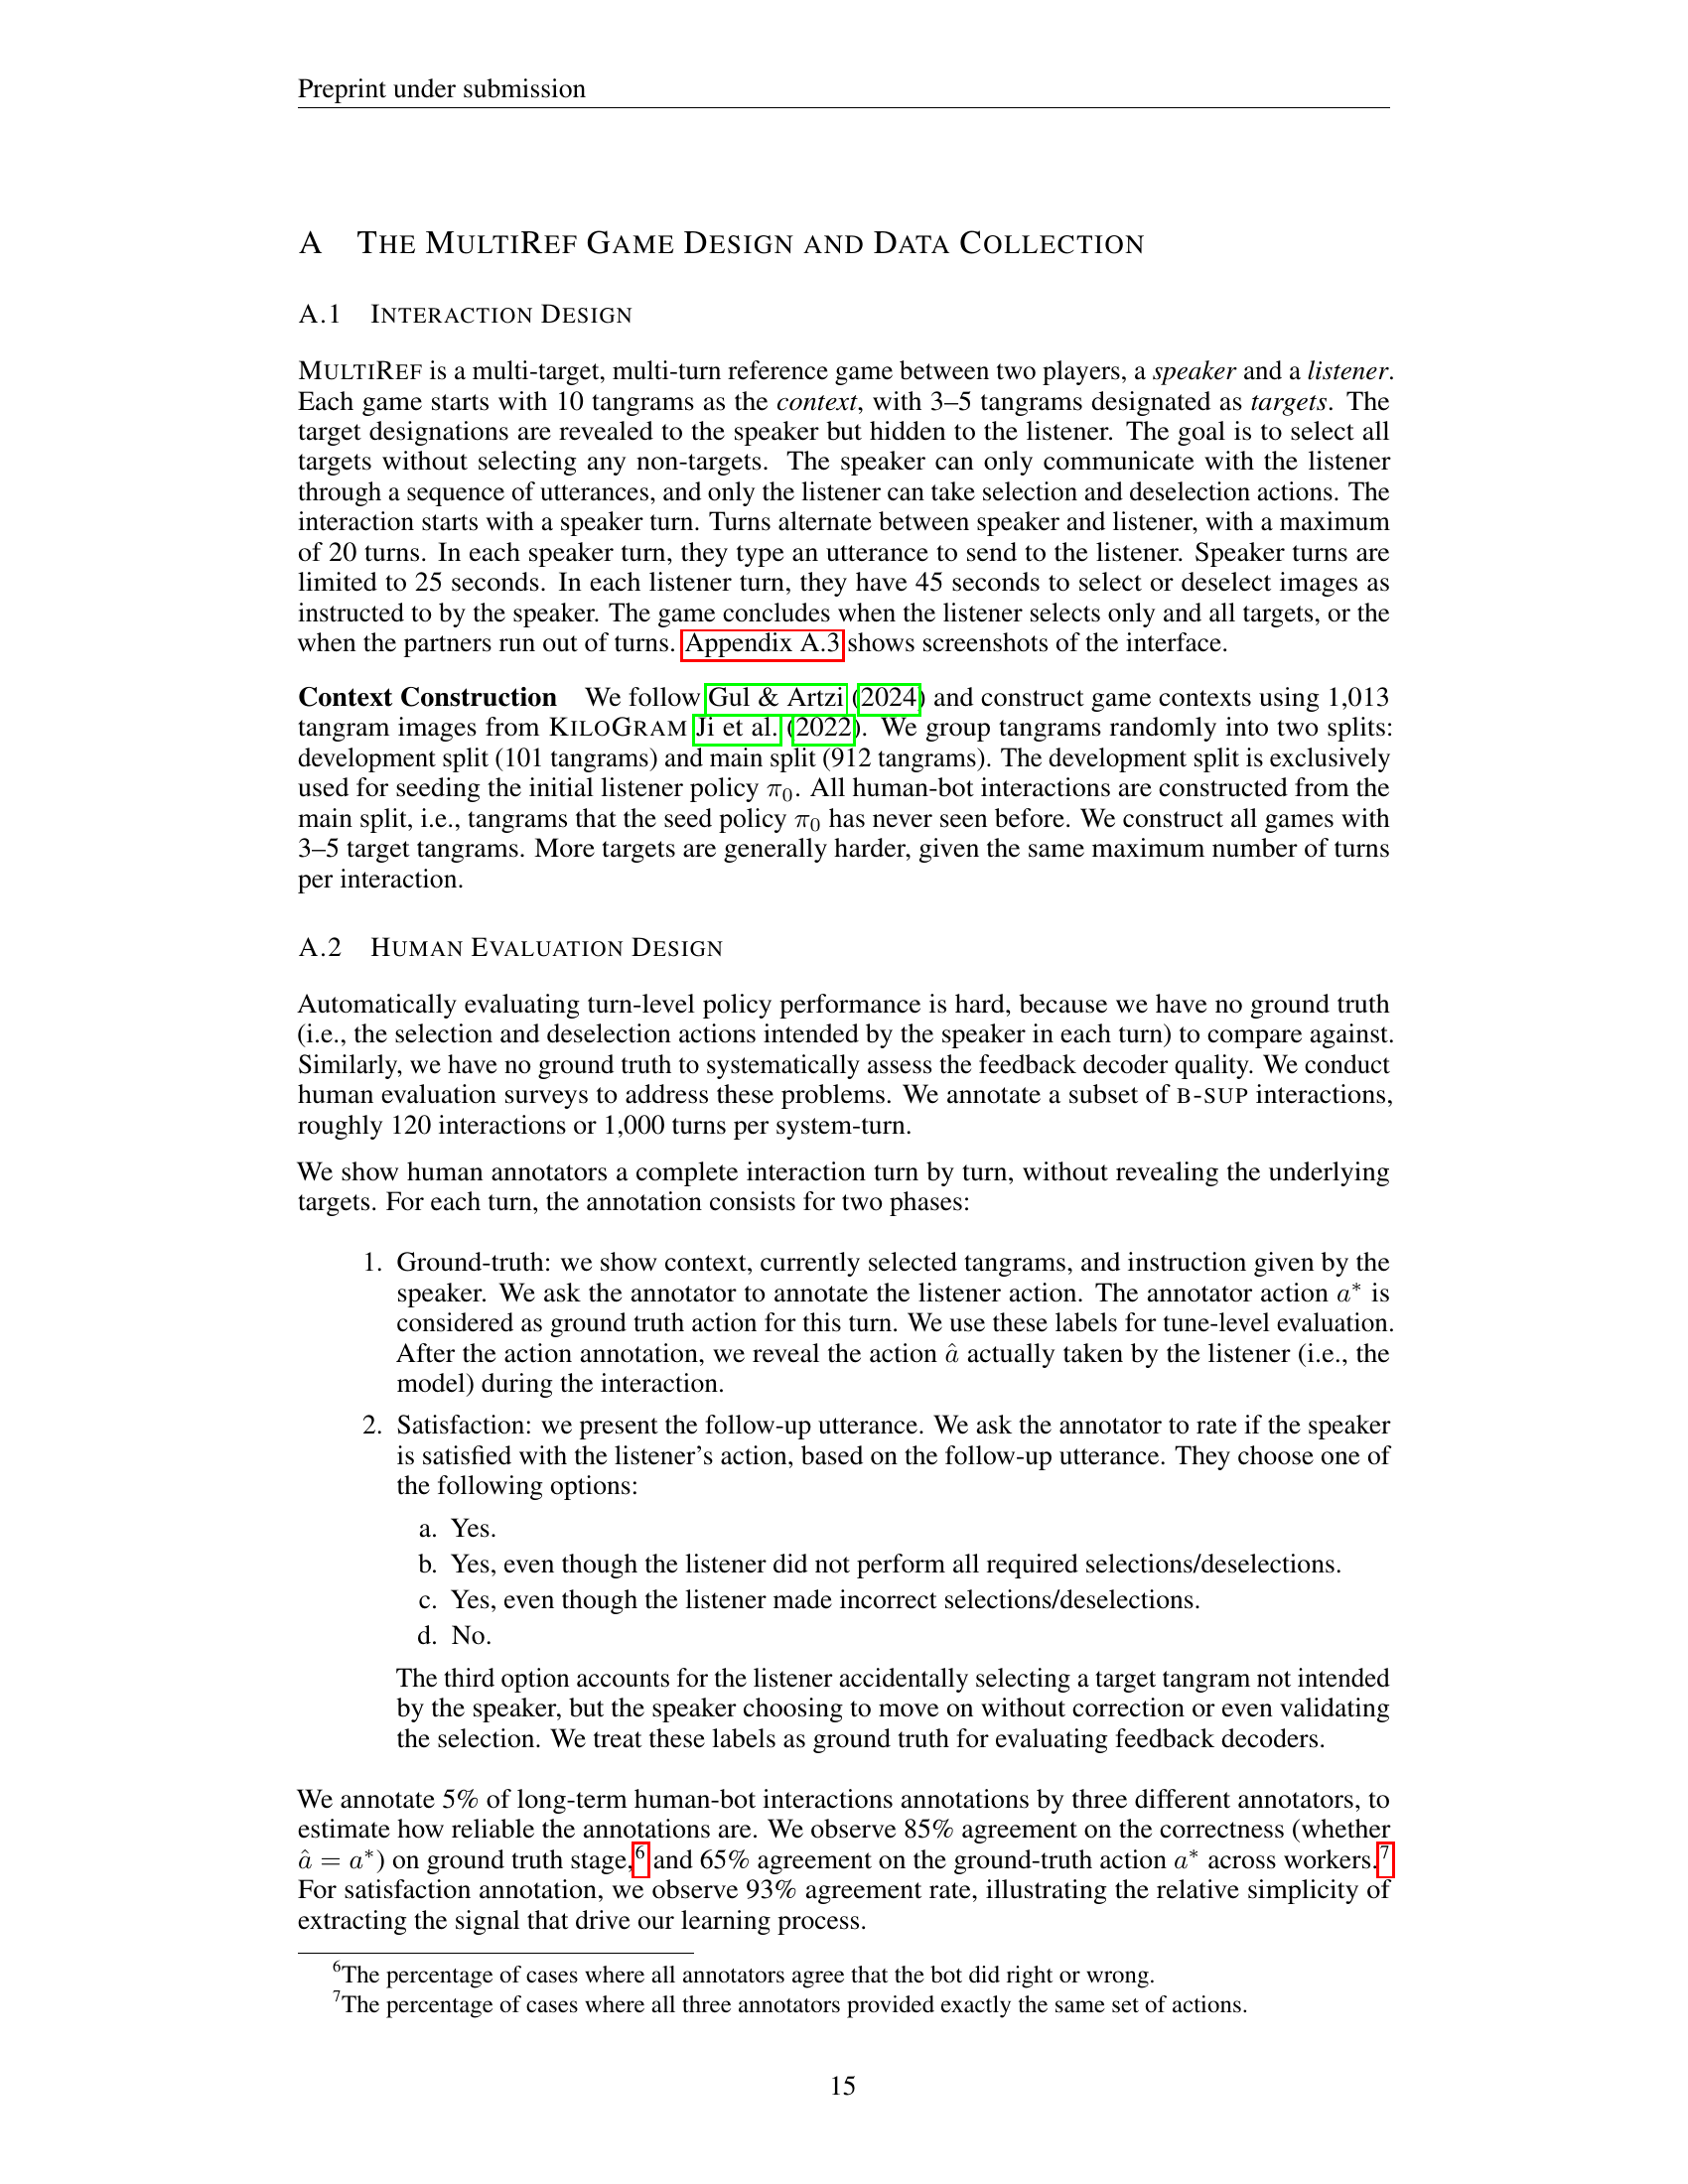 Preprint under submission
A THE MULTIREF GAME DESIGN AND DATA COLLECTION
A.1 INTERACTION DESIGN
MULTIREF is a multi-target, multi-turn reference game between two players, a speaker and a listener.
Each game starts with 10 tangrams as the context, with 3–5 tangrams designated as targets. The
target designations are revealed to the speaker but hidden to the listener. The goal is to select all
targets without selecting any non-targets. The speaker can only communicate with the listener
through a sequence of utterances, and only the listener can take selection and deselection actions. The
interaction starts with a speaker turn. Turns alternate between speaker and listener, with a maximum
of 20 turns. In each speaker turn, they type an utterance to send to the listener. Speaker turns are
limited to 25 seconds. In each listener turn, they have 45 seconds to select or deselect images as
instructed to by the speaker. The game concludes when the listener selects only and all targets, or the
when the partners run out of turns. Appendix A.3 shows screenshots of the interface.
Context Construction We follow Gul & Artzi (2024) and construct game contexts using 1,013
tangram images from KILOGRAM Ji et al. (2022). We group tangrams randomly into two splits:
development split (101 tangrams) and main split (912 tangrams). The development split is exclusively
used for seeding the initial listener policy π₀. All human-bot interactions are constructed from the
main split, i.e., tangrams that the seed policy π₀ has never seen before. We construct all games with
3–5 target tangrams. More targets are generally harder, given the same maximum number of turns
per interaction.
A.2 HUMAN EVALUATION DESIGN
Automatically evaluating turn-level policy performance is hard, because we have no ground truth
(i.e., the selection and deselection actions intended by the speaker in each turn) to compare against.
Similarly, we have no ground truth to systematically assess the feedback decoder quality. We conduct
human evaluation surveys to address these problems. We annotate a subset of B-SUP interactions,
roughly 120 interactions or 1,000 turns per system-turn.
We show human annotators a complete interaction turn by turn, without revealing the underlying
targets. For each turn, the annotation consists for two phases:
1. Ground-truth: we show context, currently selected tangrams, and instruction given by the
speaker. We ask the annotator to annotate the listener action. The annotator action a* is
considered as ground truth action for this turn. We use these labels for tune-level evaluation.
After the action annotation, we reveal the action â actually taken by the listener (i.e., the
model) during the interaction.
2. Satisfaction: we present the follow-up utterance. We ask the annotator to rate if the speaker
is satisfied with the listener's action, based on the follow-up utterance. They choose one of
the following options:
a. Yes.
b. Yes, even though the listener did not perform all required selections/deselections.
c. Yes, even though the listener made incorrect selections/deselections.
d. No.
The third option accounts for the listener accidentally selecting a target tangram not intended
by the speaker, but the speaker choosing to move on without correction or even validating
the selection. We treat these labels as ground truth for evaluating feedback decoders.
We annotate 5% of long-term human-bot interactions annotations by three different annotators, to
estimate how reliable the annotations are. We observe 85% agreement on the correctness (whether
â = a*) on ground truth stage,⁶ and 65% agreement on the ground-truth action a* across workers.⁷
For satisfaction annotation, we observe 93% agreement rate, illustrating the relative simplicity of
extracting the signal that drive our learning process.
⁶The percentage of cases where all annotators agree that the bot did right or wrong.
⁷The percentage of cases where all three annotators provided exactly the same set of actions.
15